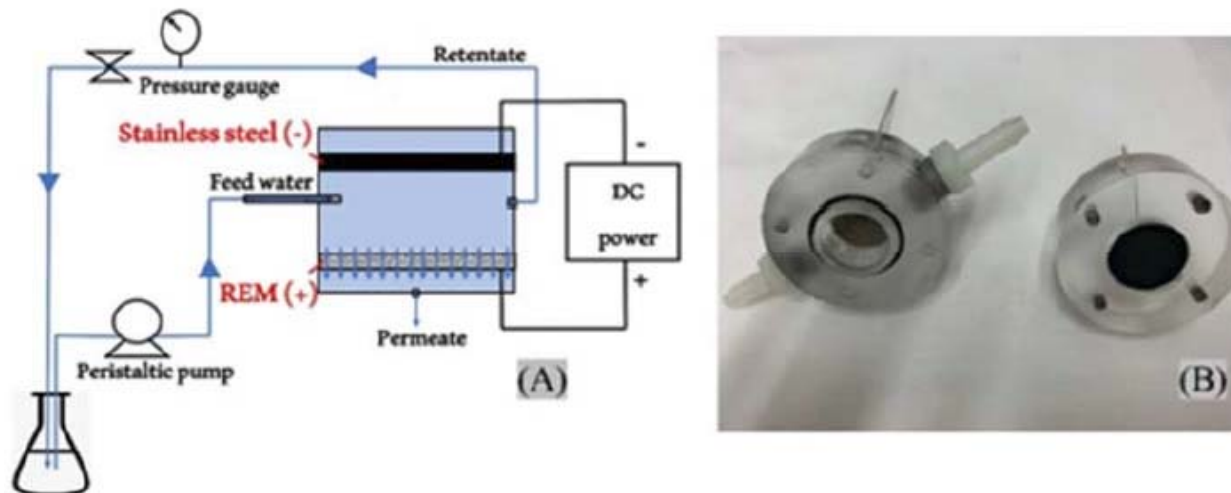 Retentate
Pressure gauge
Stainless steel (-)
Feed water
-
DC
power
+
REM (+)
Permeate
Peristaltic pump
(A)
(B)